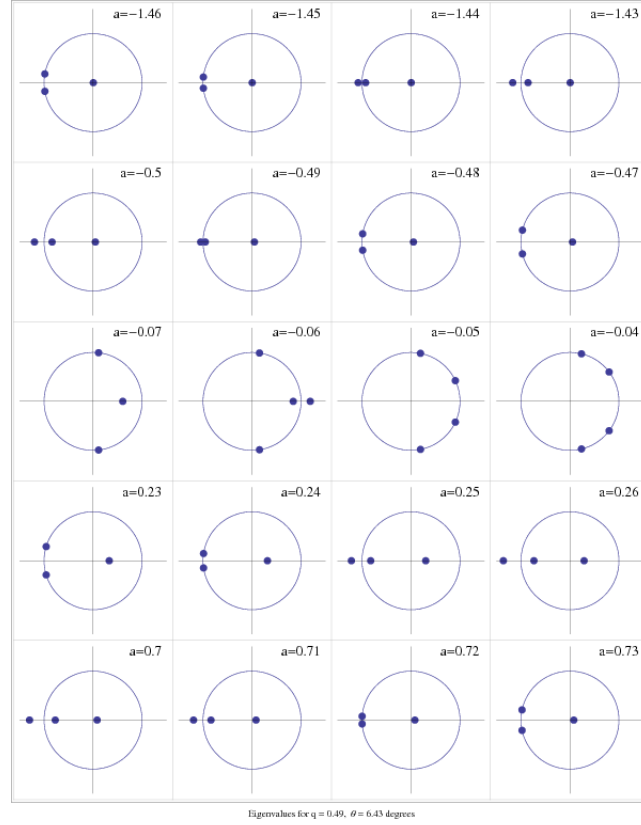 a=−1.46 a=−1.45 a=−1.44 a=−1.43
a=−0.5 a=−0.49 a=−0.48 a=−0.47
a=−0.07 a=−0.06 a=−0.05 a=−0.04
a=0.23 a=0.24 a=0.25 a=0.26
a=0.7 a=0.71 a=0.72 a=0.73
Eigenvalues for q = 0.49, θ = 6.43 degrees